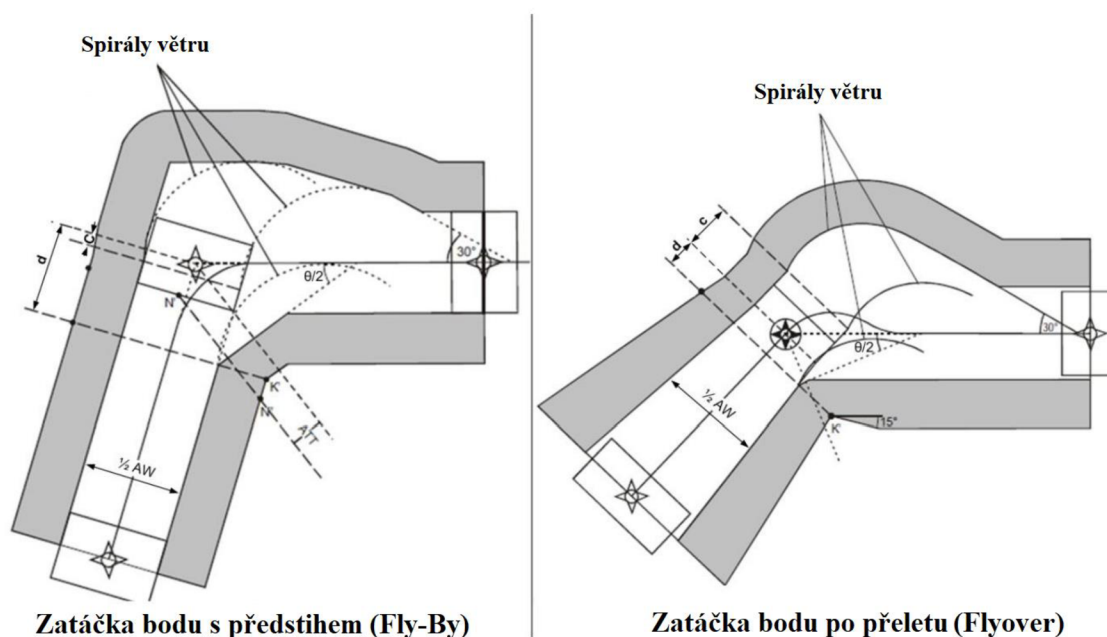 Spirály větru
d
C
N
30°
θ/2
K'
N'
ATT
½ AW
Zatáčka bodu s předstihem (Fly-By)
Spirály větru
d
c
30°
θ/2
½ AW
K'
15°
Zatáčka bodu po přeletu (Flyover)